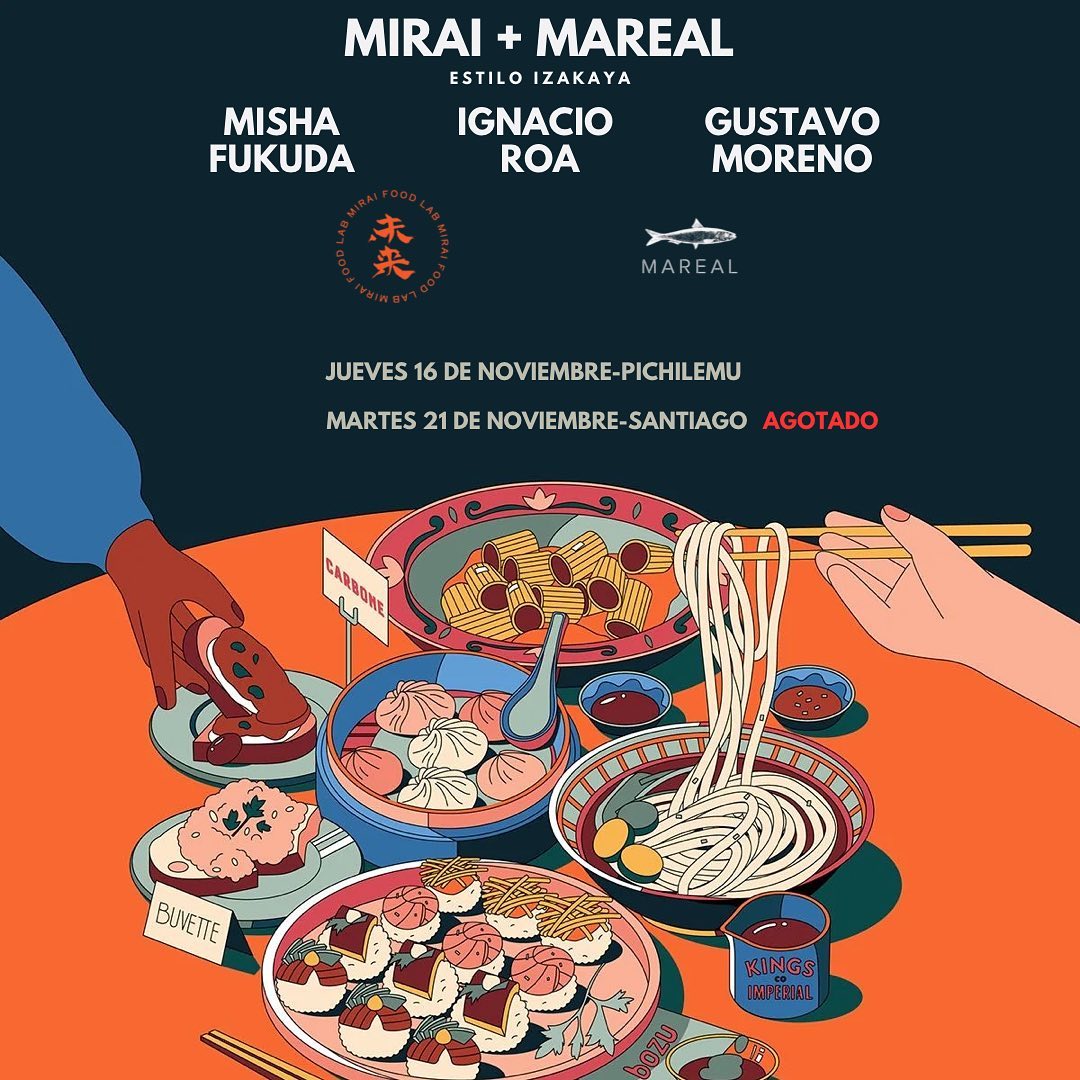 MIRAI + MAREAL
ESTILO IZAKAYA
MISHA
FUKUDA
IGNACIO
ROA
GUSTAVO
MORENO
MIRAI FOOD LAB MIRAI FOOD LAB MIRAI FOOD LAB
未
来
MAREAL
JUEVES 16 DE NOVIEMBRE-PICHILEMU
MARTES 21 DE NOVIEMBRE-SANTIAGO AGOTADO
CARBONE
BUVETTE
KINGS
CO
IMPERIAL
bozu